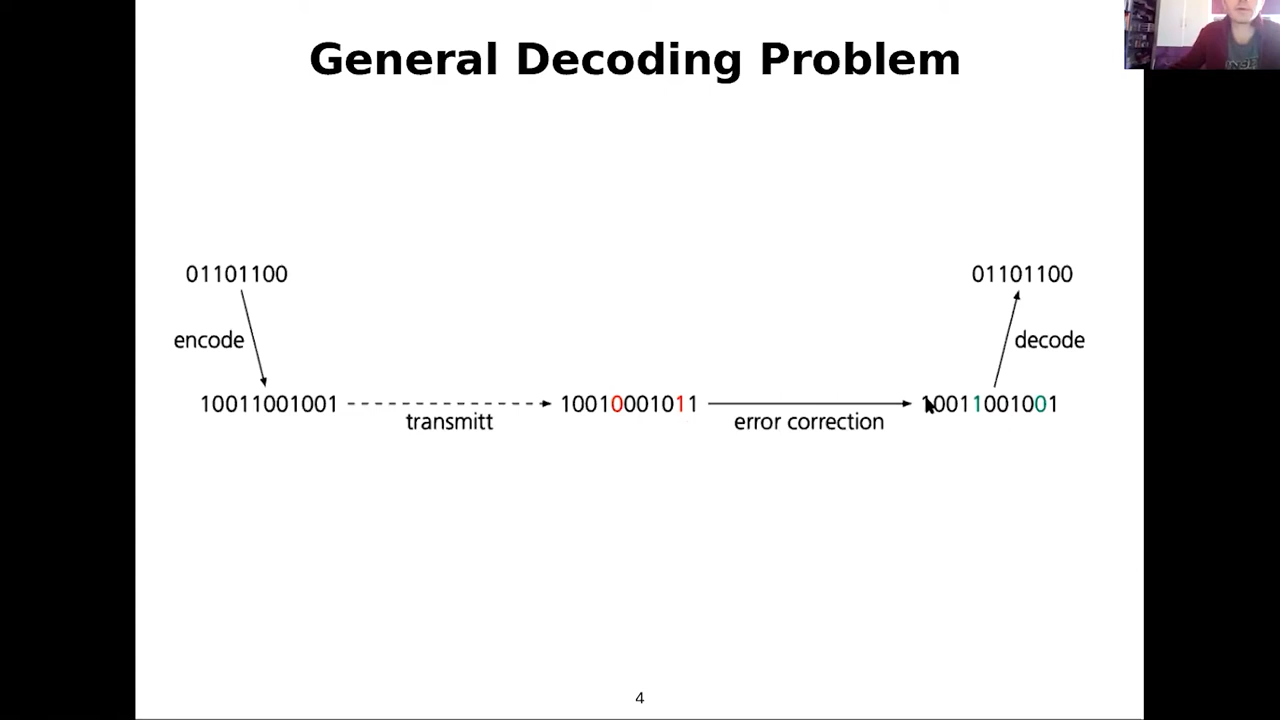 General Decoding Problem
01101100
01101100
encode
decode
10011001001
10010001011
10011001001
transmitt
error correction
4